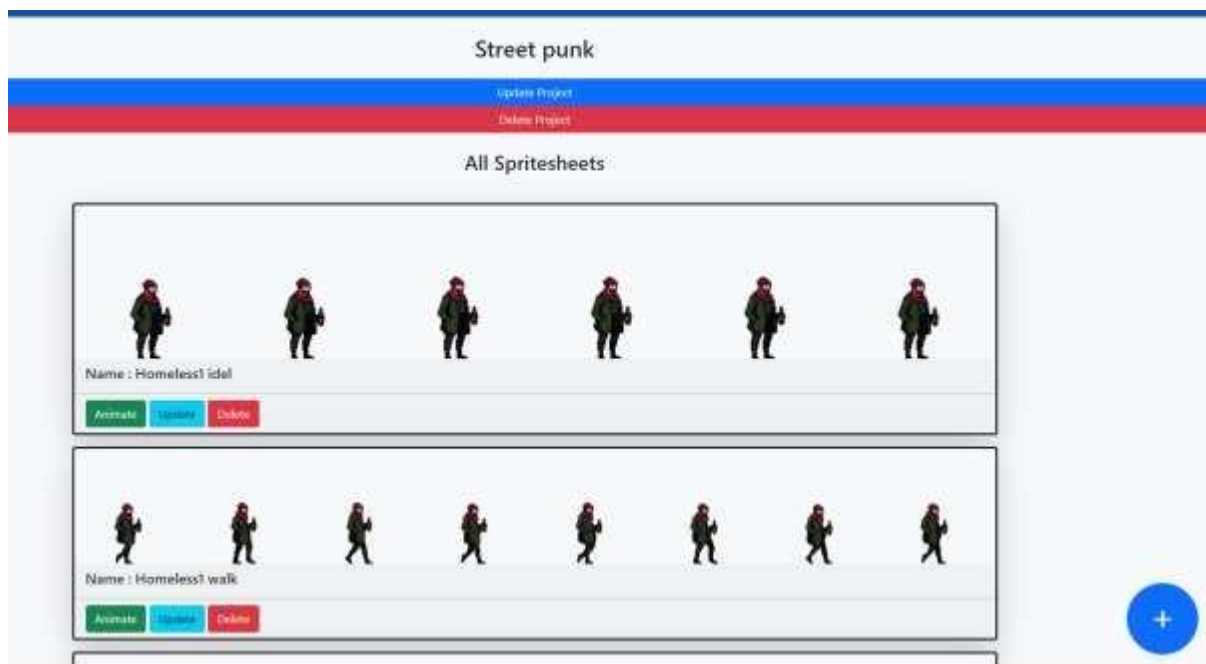 Street punk
Update Project
Delete Project
All Spritesheets
Name : Homeless1 idel
Animate Update Delete
Name : Homeless1 walk
Animate Update Delete
+